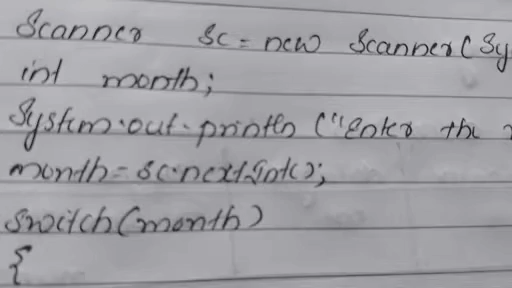 Scanner sc = new Scanner(Sy
int month;
System.out.println ("Enter the
month = sc.nextInt();
switch(month)
{